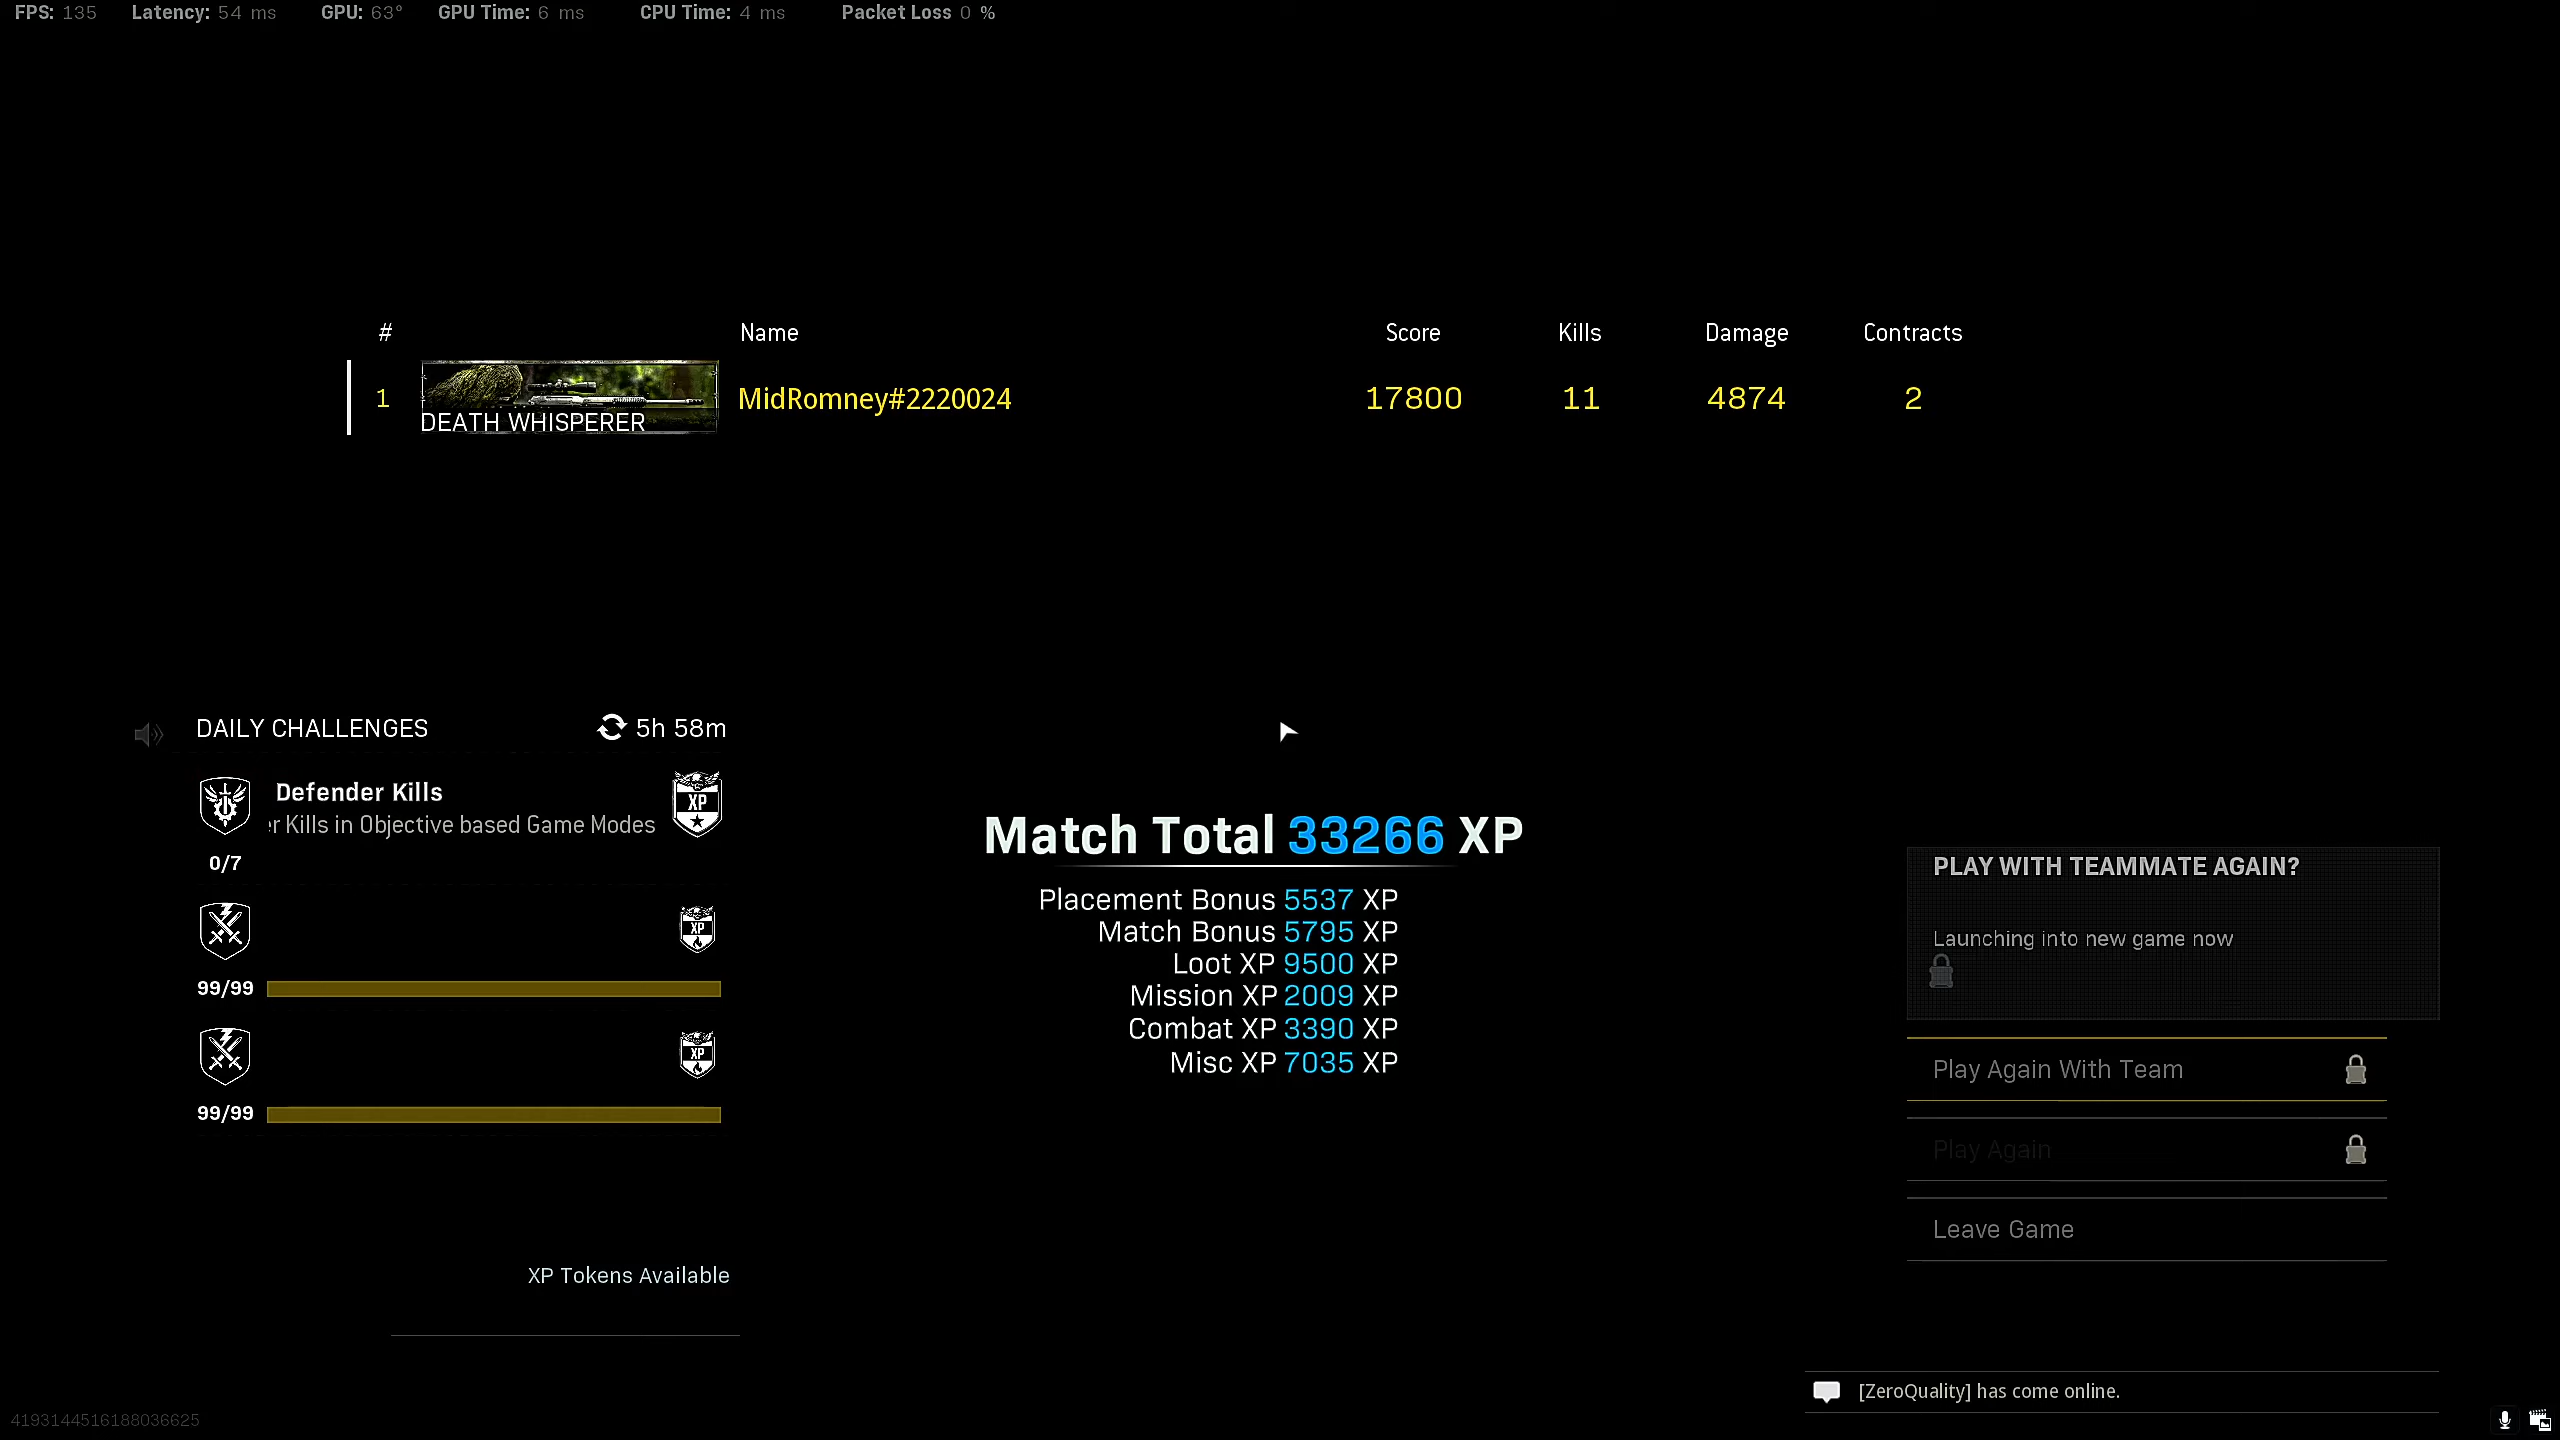 FPS: 135 Latency: 54 ms GPU: 63° GPU Time: 6 ms CPU Time: 4 ms Packet Loss 0 %
# Name Score Kills Damage Contracts
1 DEATH WHISPERER MidRomney#2220024 17800 11 4874 2
DAILY CHALLENGES 5h 58m
Defender Kills
XP
r Kills in Objective based Game Modes
0/7
XP
99/99
XP
99/99
XP Tokens Available
Match Total 33266 XP
Placement Bonus 5537 XP
Match Bonus 5795 XP
Loot XP 9500 XP
Mission XP 2009 XP
Combat XP 3390 XP
Misc XP 7035 XP
PLAY WITH TEAMMATE AGAIN?
Launching into new game now
Play Again With Team
Play Again
Leave Game
[ZeroQuality] has come online.
4193144516188036625